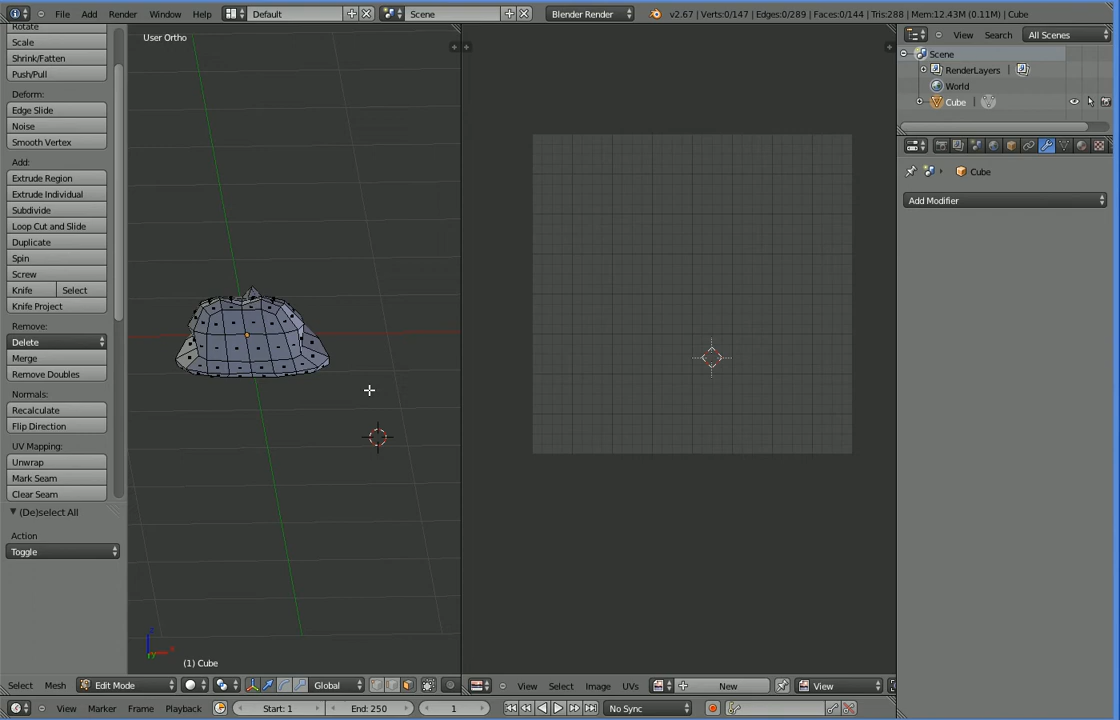 File Add Render Window Help Default Scene Blender Render v2.67 | Verts:0/147 | Edges:0/289 | Faces:0/144 | Tris:288 | Mem:12.43M (0.11M) | Cube
Rotate
Scale
Shrink/Fatten
Push/Pull
Deform:
Edge Slide
Noise
Smooth Vertex
Add:
Extrude Region
Extrude Individual
Subdivide
Loop Cut and Slide
Duplicate
Spin
Screw
Knife Select
Knife Project
Remove:
Delete
Merge
Remove Doubles
Normals:
Recalculate
Flip Direction
UV Mapping:
Unwrap
Mark Seam
Clear Seam
(De)select All
Action
Toggle
User Ortho
z
x
y
(1) Cube
View Search All Scenes
Scene
RenderLayers |
World
Cube |
Cube
Add Modifier
Select Mesh Edit Mode Global
View Select Image UVs New View
View Marker Frame Playback Start: 1 End: 250 1 No Sync